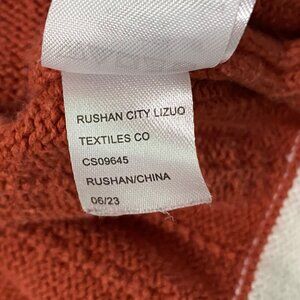 RUSHAN CITY LIZUO
TEXTILES CO
CS09645
RUSHAN/CHINA
06/23